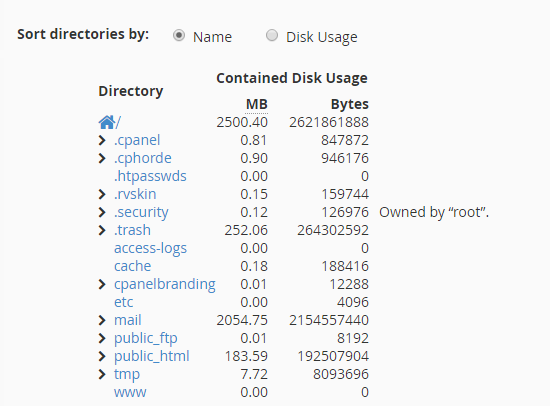 Sort directories by: Name Disk Usage
Contained Disk Usage
Directory
MB Bytes
/ 2500.40 2621861888
.cpanel 0.81 847872
.cphorde 0.90 946176
.htpasswds 0.00 0
.rvskin 0.15 159744
.security 0.12 126976 Owned by “root”.
.trash 252.06 264302592
access-logs 0.00 0
cache 0.18 188416
cpanelbranding 0.01 12288
etc 0.00 4096
mail 2054.75 2154557440
public_ftp 0.01 8192
public_html 183.59 192507904
tmp 7.72 8093696
www 0.00 0